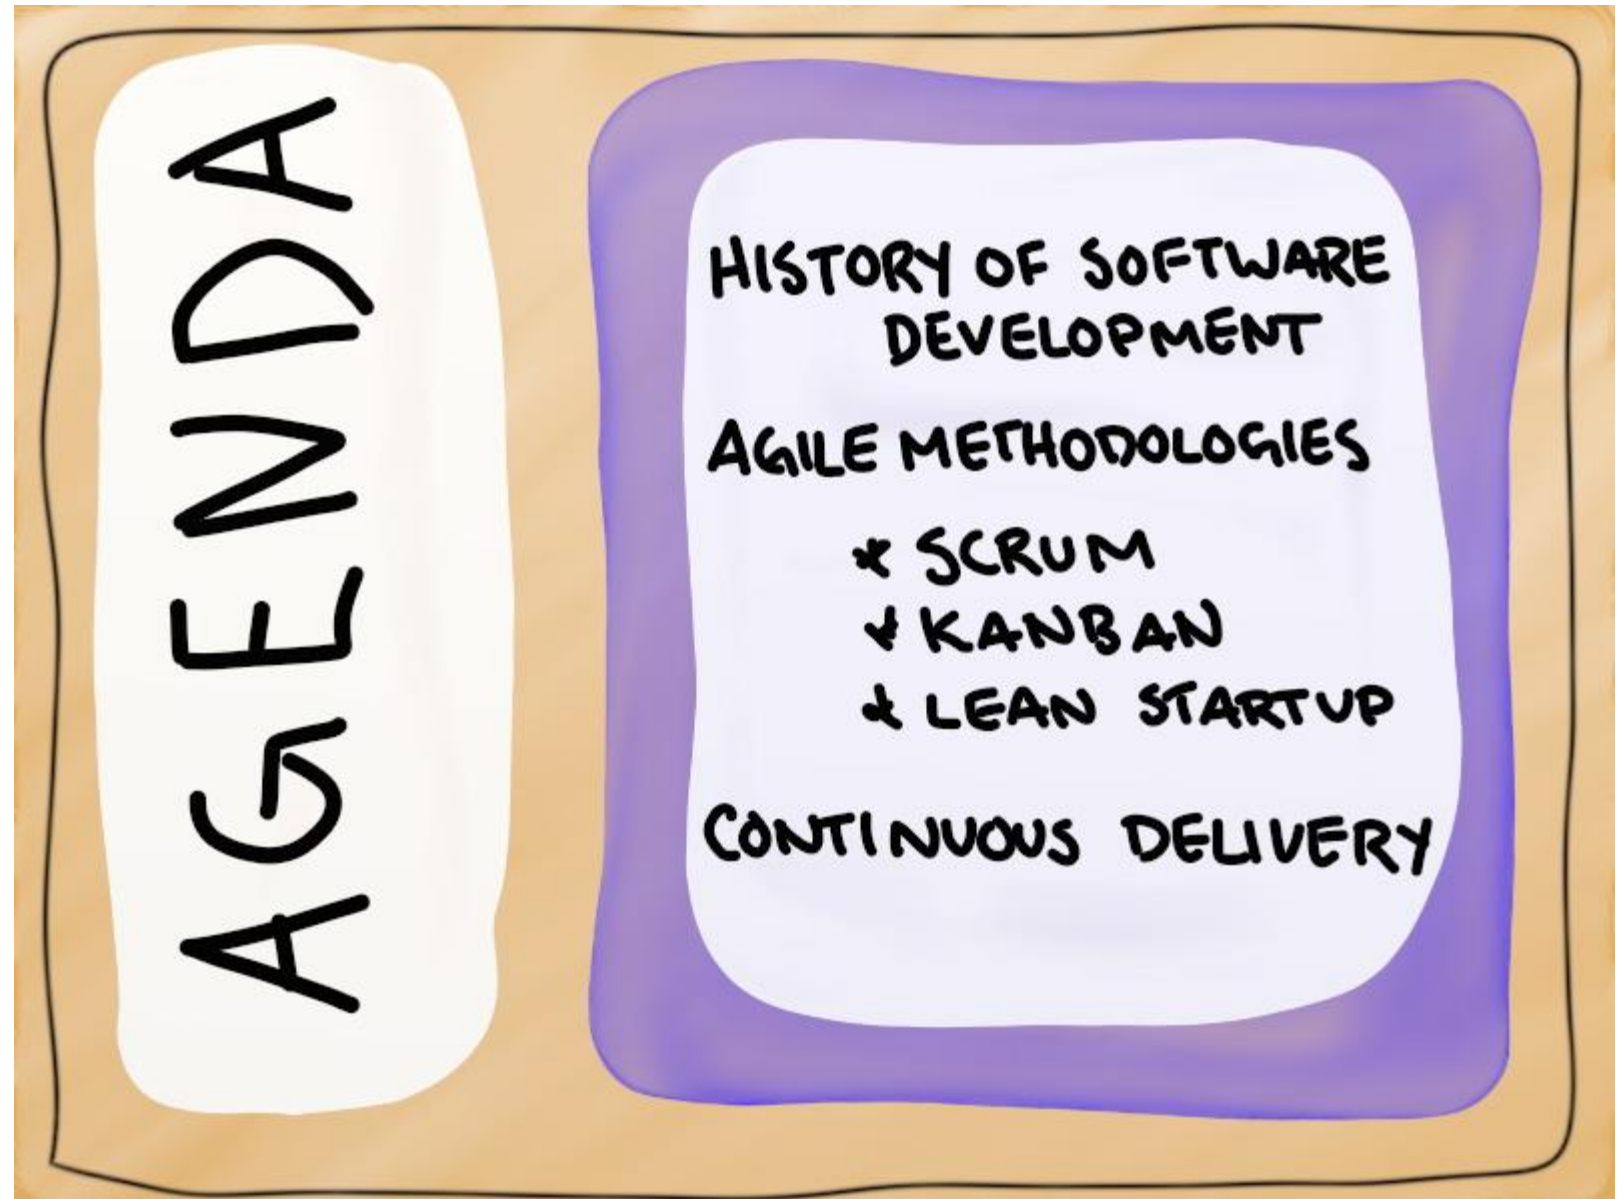 AGENDA
HISTORY OF SOFTWARE
DEVELOPMENT
AGILE METHODOLOGIES
* SCRUM
* KANBAN
* LEAN STARTUP
CONTINUOUS DELIVERY